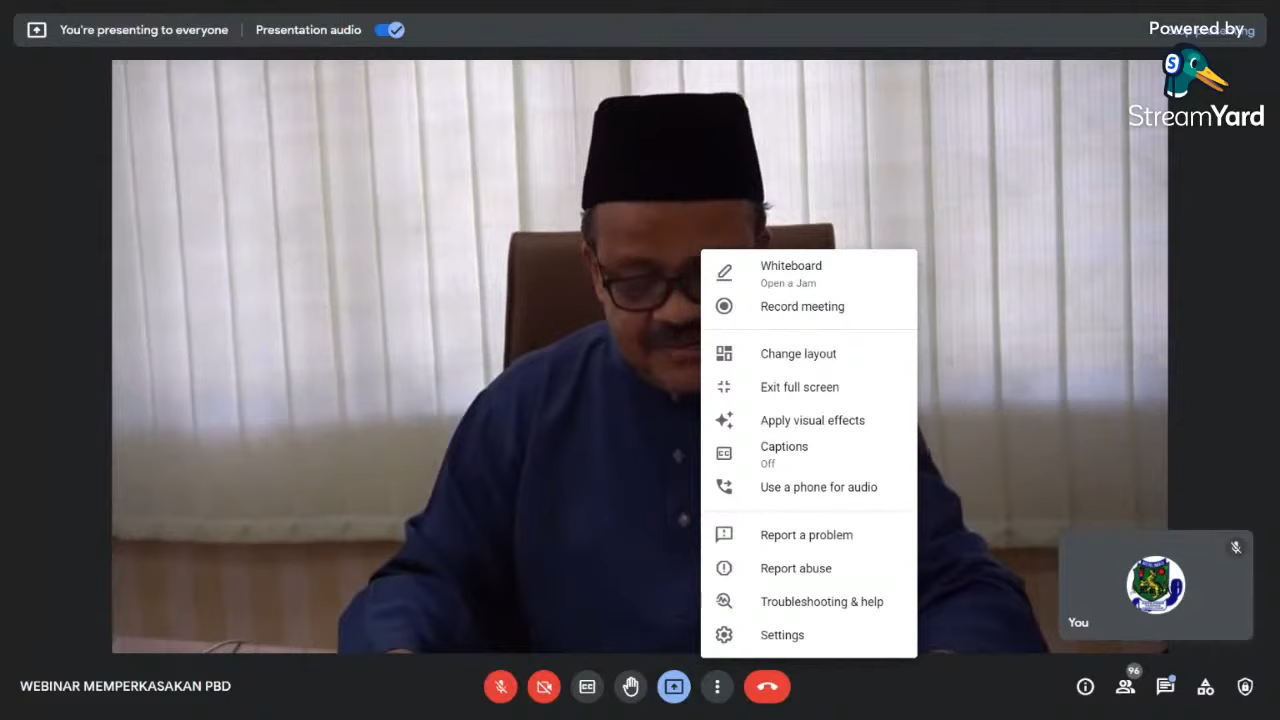 You're presenting to everyone
Presentation audio
Powered by
StreamYard
S
Whiteboard
Open a Jam
Record meeting
Change layout
Exit full screen
Apply visual effects
CC
Captions
Off
Use a phone for audio
Report a problem
Report abuse
Troubleshooting & help
Settings
You
96
WEBINAR MEMPERKASAKAN PBD
CC